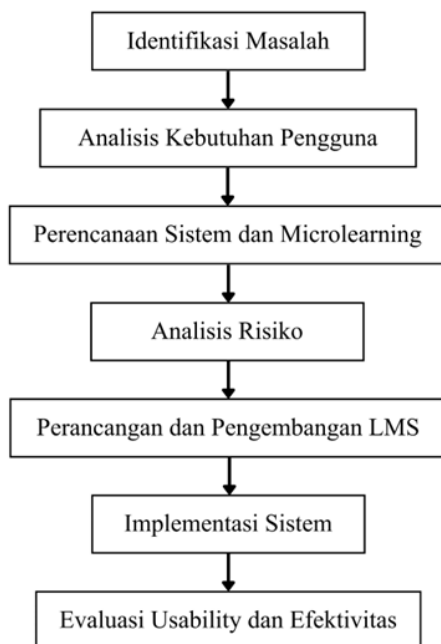 Identifikasi Masalah
Analisis Kebutuhan Pengguna
Perencanaan Sistem dan Microlearning
Analisis Risiko
Perancangan dan Pengembangan LMS
Implementasi Sistem
Evaluasi Usability dan Efektivitas